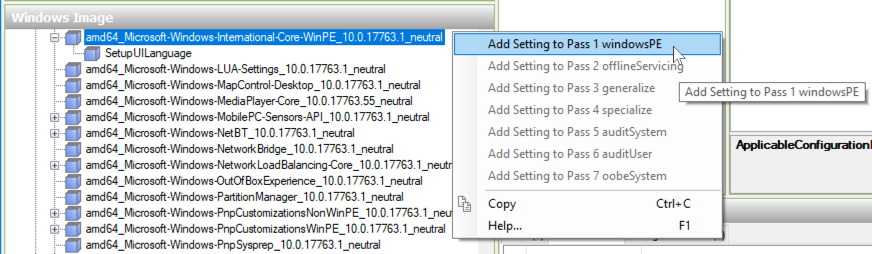 Windows Image
amd64_Microsoft-Windows-International-Core-WinPE_10.0.17763.1_neutral
SetupUILanguage
amd64_Microsoft-Windows-LUA-Settings_10.0.17763.1_neutral
amd64_Microsoft-Windows-MapControl-Desktop_10.0.17763.1_neutral
amd64_Microsoft-Windows-MediaPlayer-Core_10.0.17763.55_neutral
amd64_Microsoft-Windows-MobilePC-Sensors-API_10.0.17763.1_neutral
amd64_Microsoft-Windows-NetBT_10.0.17763.1_neutral
amd64_Microsoft-Windows-NetworkBridge_10.0.17763.1_neutral
amd64_Microsoft-Windows-NetworkLoadBalancing-Core_10.0.17763.1_neutr
amd64_Microsoft-Windows-OutOfBoxExperience_10.0.17763.1_neutral
amd64_Microsoft-Windows-PartitionManager_10.0.17763.1_neutral
amd64_Microsoft-Windows-PnpCustomizationsNonWinPE_10.0.17763.1_neutral
amd64_Microsoft-Windows-PnpCustomizationsWinPE_10.0.17763.1_neutral
amd64_Microsoft-Windows-PnpSysprep_10.0.17763.1_neutral
Add Setting to Pass 1 windowsPE
Add Setting to Pass 2 offlineServicing
Add Setting to Pass 3 generalize
Add Setting to Pass 4 specialize
Add Setting to Pass 5 auditSystem
Add Setting to Pass 6 auditUser
Add Setting to Pass 7 oobeSystem
Copy Ctrl+C
Help... F1
Add Setting to Pass 1 windowsPE
ApplicableConfiguration